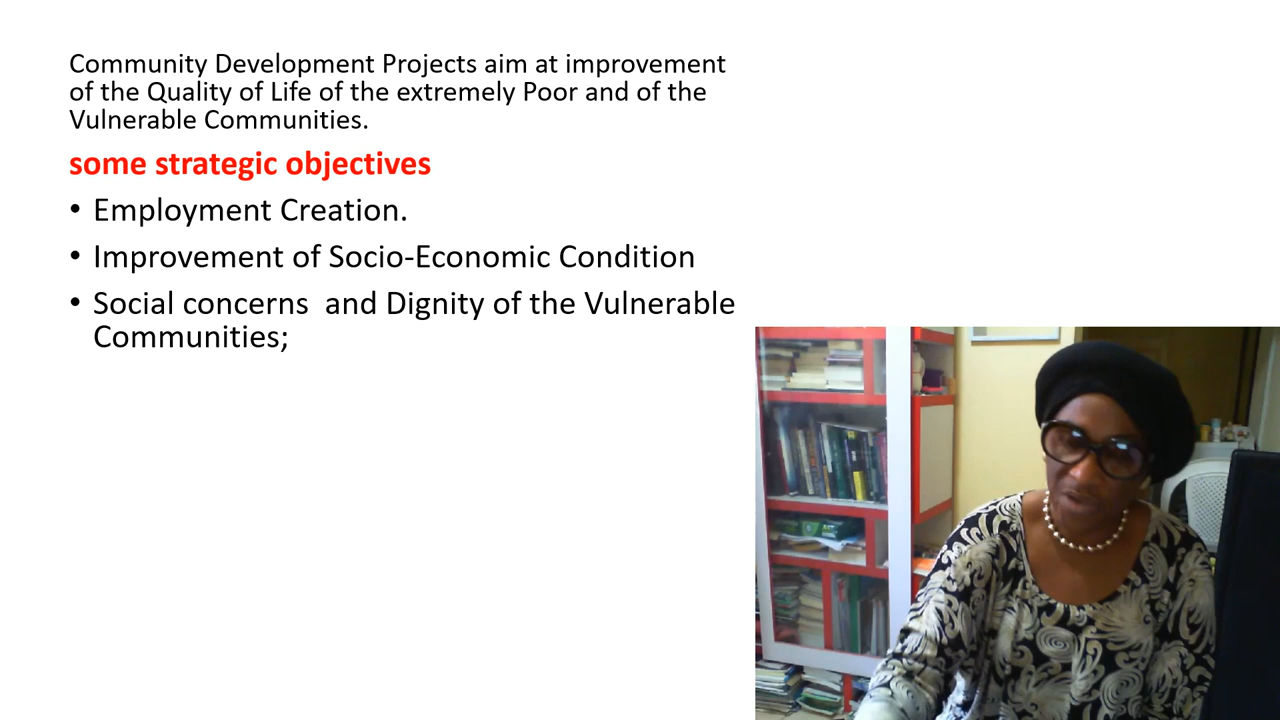 Community Development Projects aim at improvement
of the Quality of Life of the extremely Poor and of the
Vulnerable Communities.
some strategic objectives
• Employment Creation.
• Improvement of Socio-Economic Condition
• Social concerns  and Dignity of the Vulnerable
Communities;